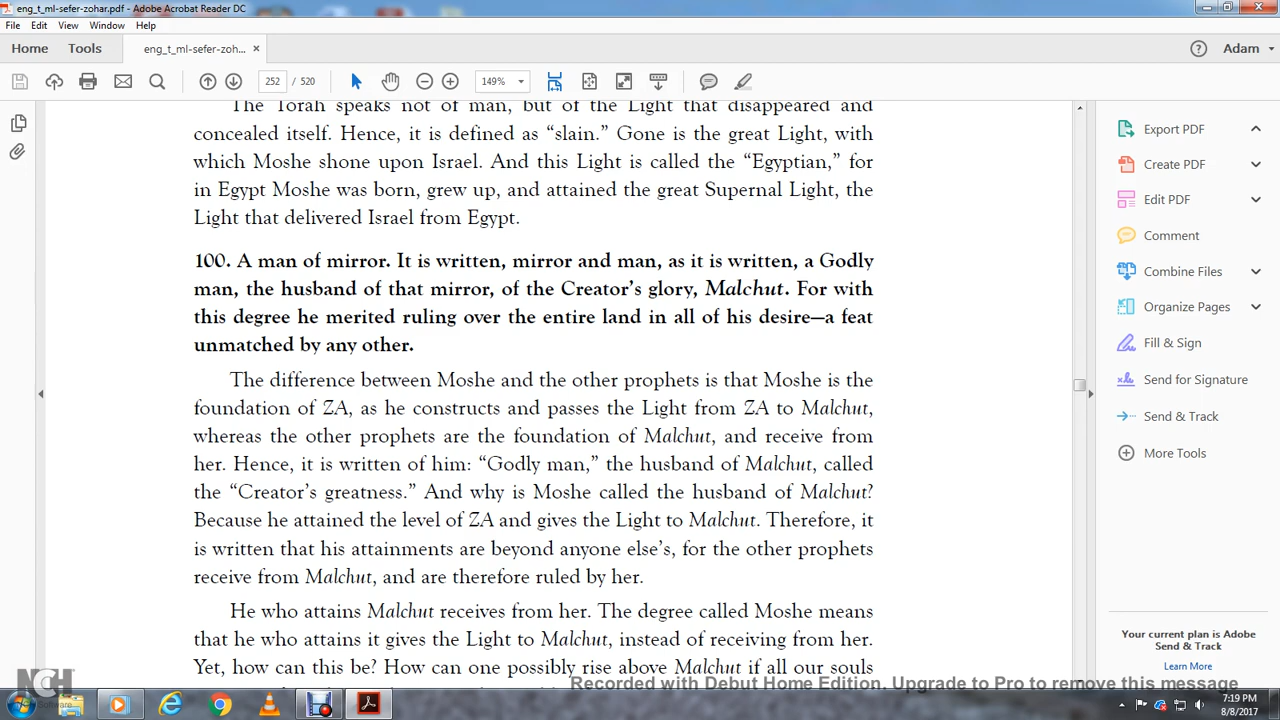 eng_t_ml-sefer-zohar.pdf - Adobe Acrobat Reader DC
File Edit View Window Help
Home Tools eng_t_ml-sefer-zoh... × Adam
252 / 520 149%
The Torah speaks not of man, but of the Light that disappeared and
concealed itself. Hence, it is defined as “slain.” Gone is the great Light, with
which Moshe shone upon Israel. And this Light is called the “Egyptian,” for
in Egypt Moshe was born, grew up, and attained the great Supernal Light, the
Light that delivered Israel from Egypt.
100. A man of mirror. It is written, mirror and man, as it is written, a Godly
man, the husband of that mirror, of the Creator’s glory, Malchut. For with
this degree he merited ruling over the entire land in all of his desire—a feat
unmatched by any other.
The difference between Moshe and the other prophets is that Moshe is the
foundation of ZA, as he constructs and passes the Light from ZA to Malchut,
whereas the other prophets are the foundation of Malchut, and receive from
her. Hence, it is written of him: “Godly man,” the husband of Malchut, called
the “Creator’s greatness.” And why is Moshe called the husband of Malchut?
Because he attained the level of ZA and gives the Light to Malchut. Therefore, it
is written that his attainments are beyond anyone else’s, for the other prophets
receive from Malchut, and are therefore ruled by her.
He who attains Malchut receives from her. The degree called Moshe means
that he who attains it gives the Light to Malchut, instead of receiving from her.
Yet, how can this be? How can one possibly rise above Malchut if all our souls
Export PDF
Create PDF
Edit PDF
Comment
Combine Files
Organize Pages
Fill & Sign
Send for Signature
Send & Track
More Tools
Your current plan is Adobe
Send & Track
Learn More
NCH
Software
Recorded with Debut Home Edition. Upgrade to Pro to remove this message
7:19 PM
8/8/2017